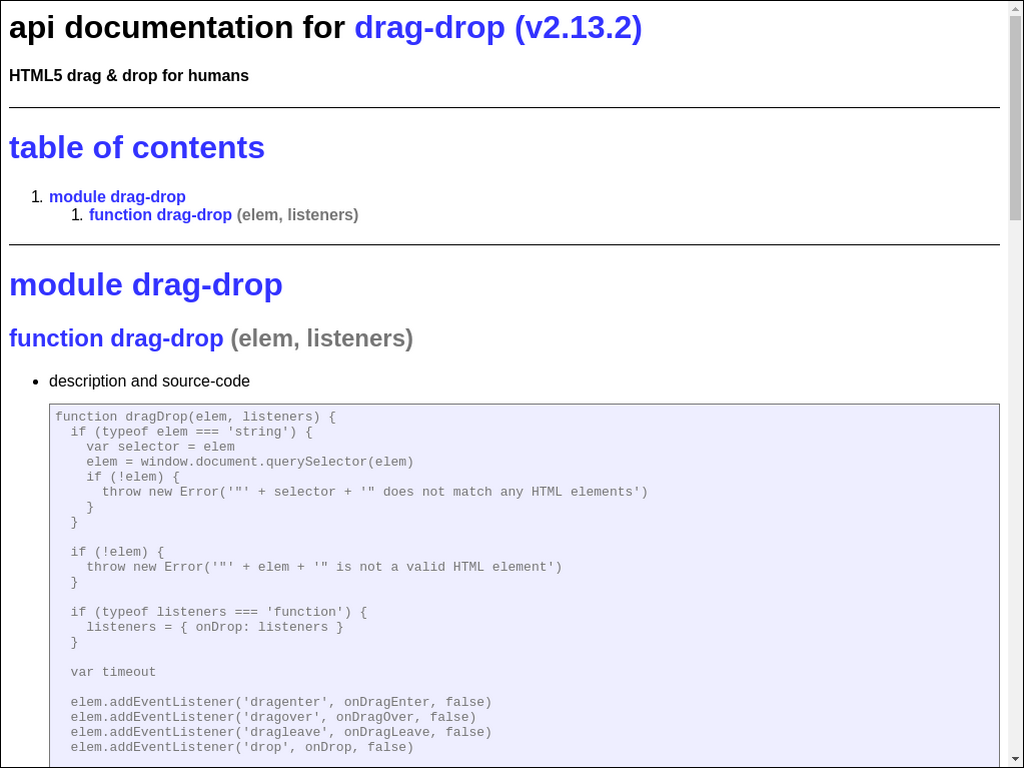 api documentation for drag-drop (v2.13.2)
HTML5 drag & drop for humans
table of contents
1. module drag-drop
1. function drag-drop (elem, listeners)
module drag-drop
function drag-drop (elem, listeners)
• description and source-code
function dragDrop(elem, listeners) {
  if (typeof elem === 'string') {
    var selector = elem
    elem = window.document.querySelector(elem)
    if (!elem) {
      throw new Error('"' + selector + '" does not match any HTML elements')
    }
  }

  if (!elem) {
    throw new Error('"' + elem + '" is not a valid HTML element')
  }

  if (typeof listeners === 'function') {
    listeners = { onDrop: listeners }
  }

  var timeout

  elem.addEventListener('dragenter', onDragEnter, false)
  elem.addEventListener('dragover', onDragOver, false)
  elem.addEventListener('dragleave', onDragLeave, false)
  elem.addEventListener('drop', onDrop, false)